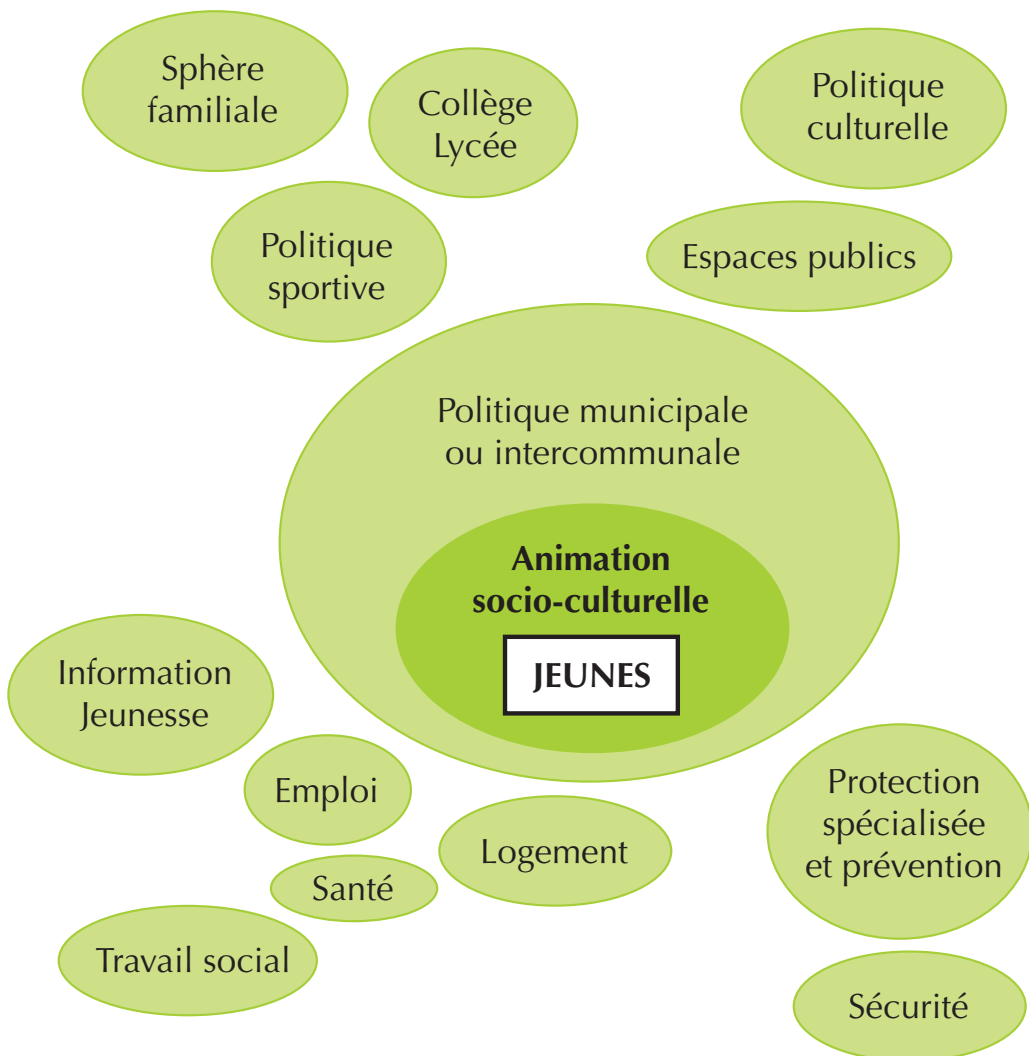 Sphère
familiale
Collège
Lycée
Politique
culturelle
Politique
sportive
Espaces publics
Politique municipale
ou intercommunale
Animation
socio-culturelle
JEUNES
Information
Jeunesse
Emploi
Logement
Santé
Travail social
Protection
spécialisée
et prévention
Sécurité